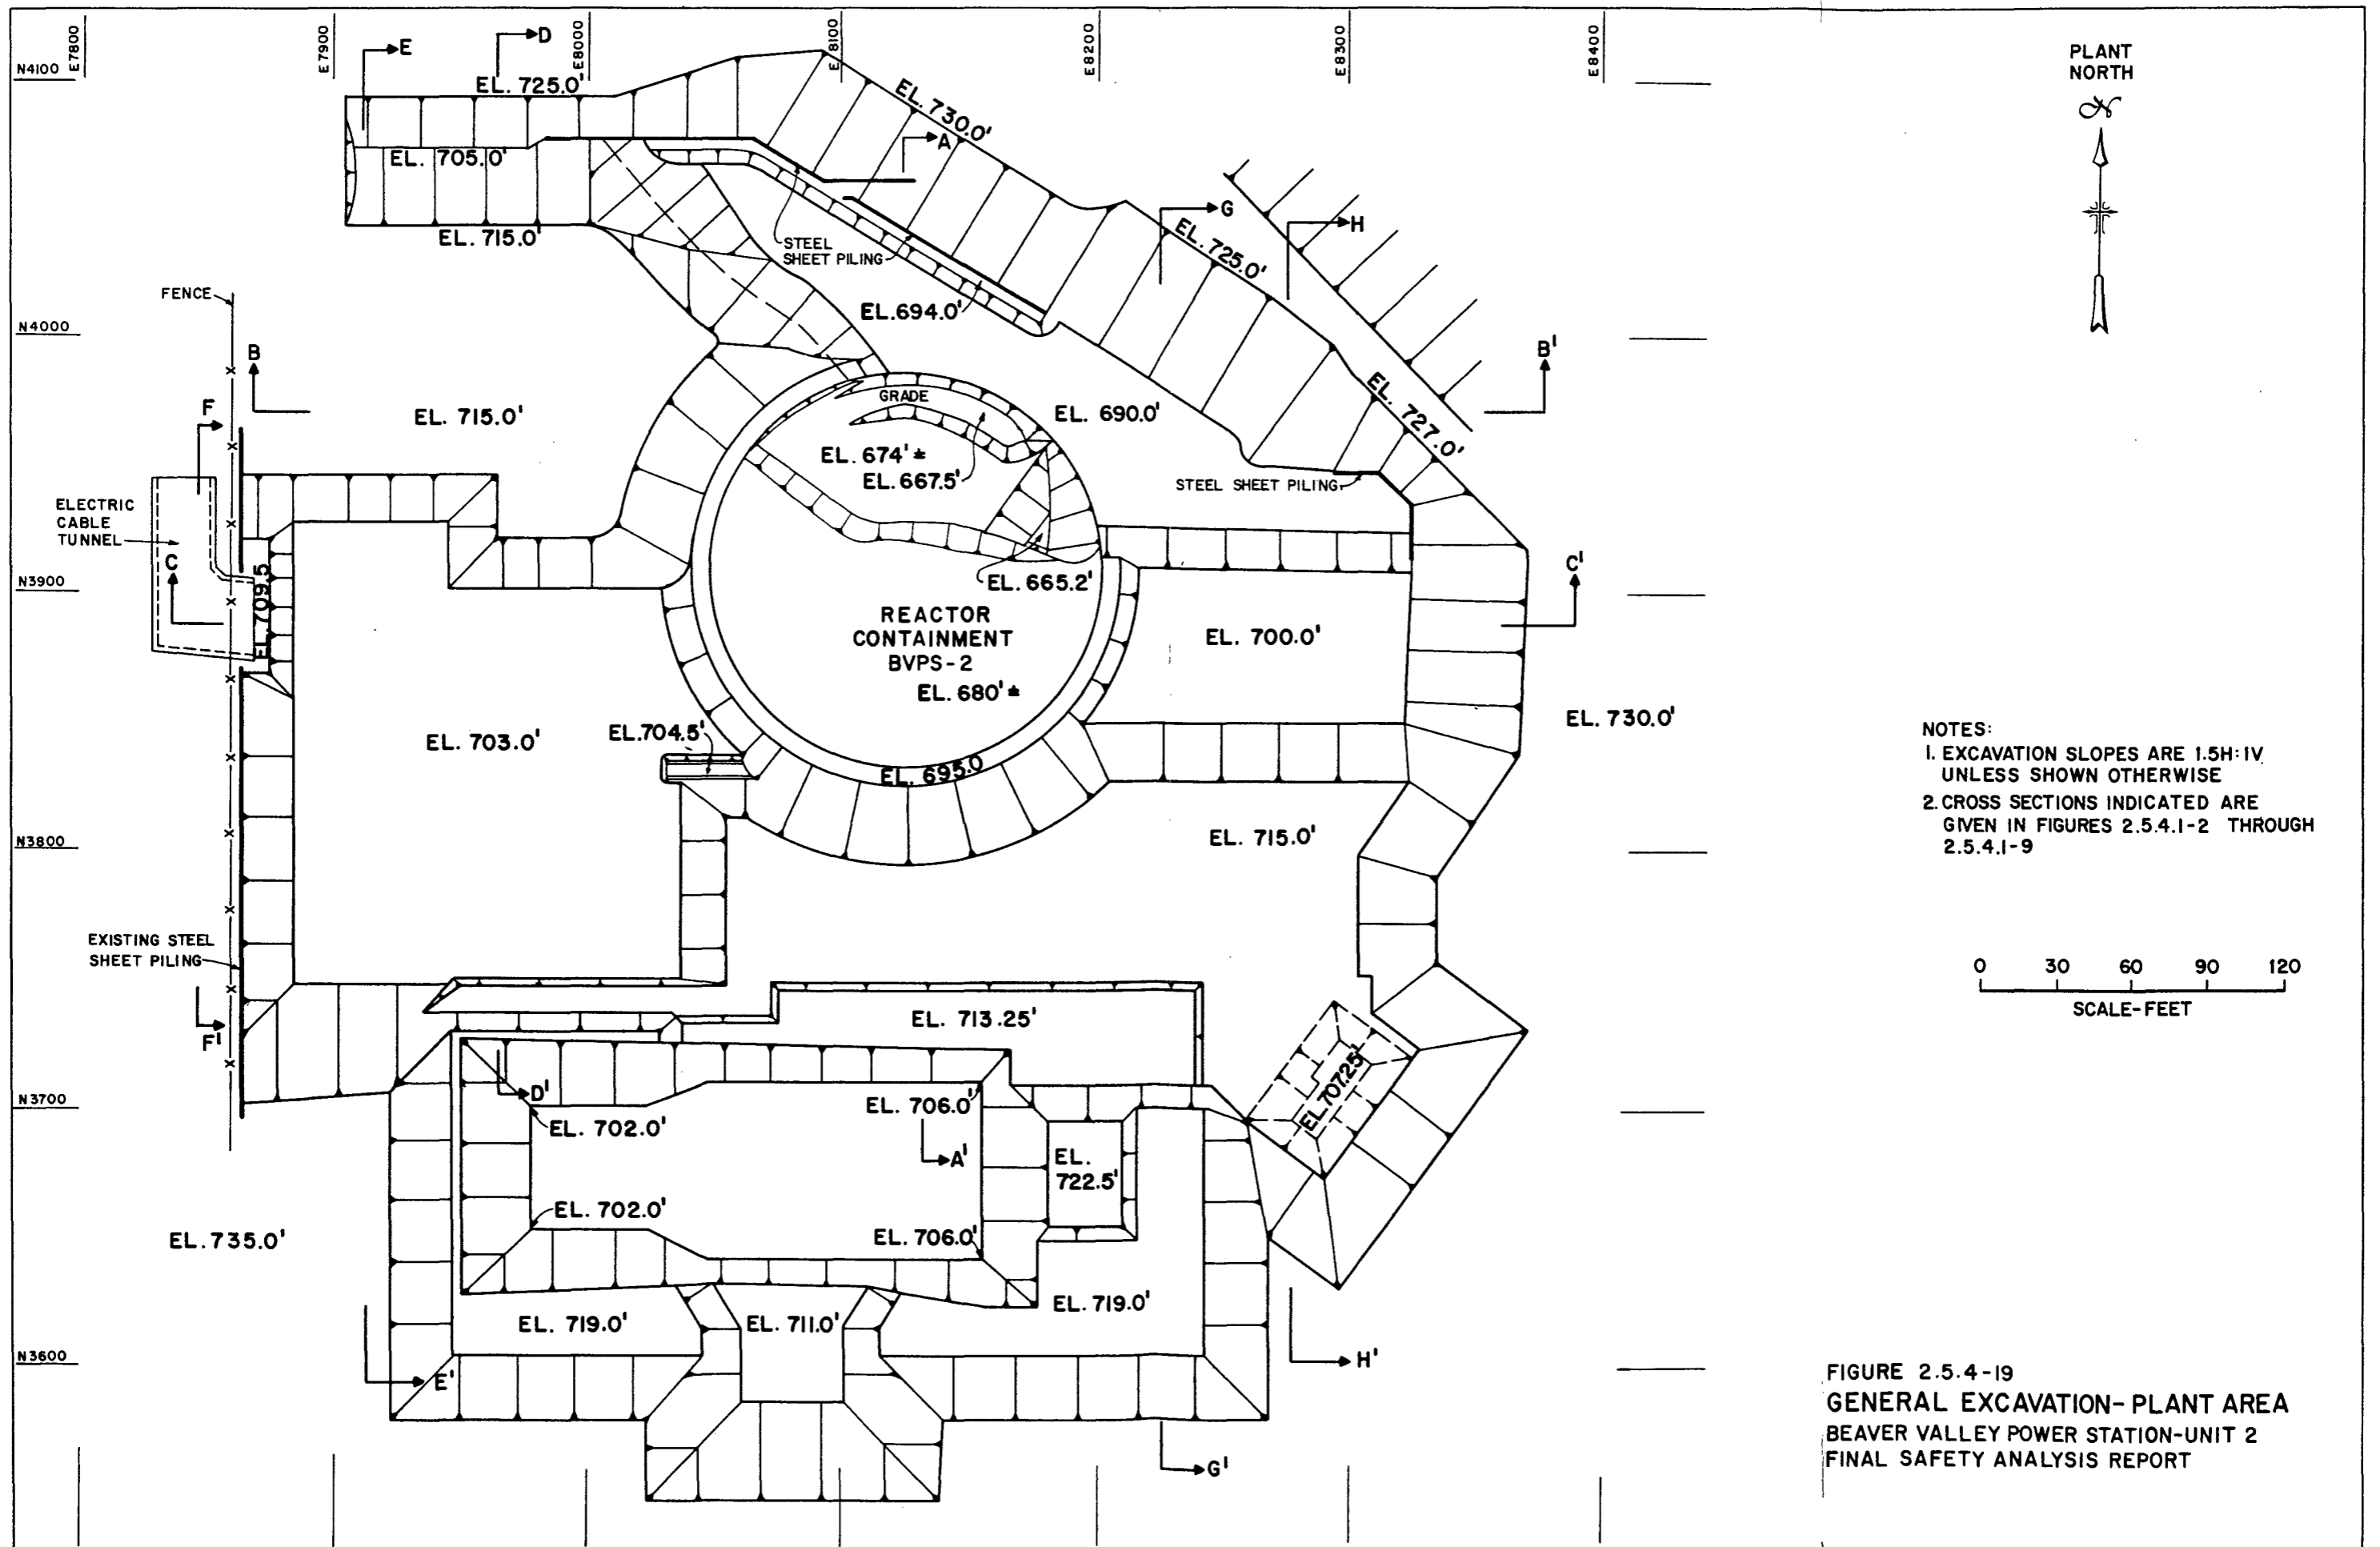 E7800
E7900
E8000
E8100
E8200
E8300
E8400
N4100
N4000
N3900
N3800
N3700
N3600
E
D
EL. 725.0'
EL. 730.0'
A
EL. 705.0'
EL. 715.0'
STEEL
SHEET PILING
G
H
EL. 725.0'
FENCE
EL. 694.0'
B
B'
F
EL. 715.0'
GRADE
EL. 690.0'
EL. 727.0'
EL. 674'±
EL. 667.5'
STEEL SHEET PILING
ELECTRIC
CABLE
TUNNEL
C
EL. 709.5
C'
EL. 665.2'
REACTOR
CONTAINMENT
BVPS-2
EL. 680'±
EL. 700.0'
EL. 703.0'
EL. 704.5'
EL. 695.0
EL. 730.0'
EL. 715.0'
EXISTING STEEL
SHEET PILING
F'
EL. 713.25'
D'
EL. 706.0'
EL. 702.0'
A'
EL.
722.5'
EL. 707.25'
EL. 702.0'
EL. 706.0'
EL. 735.0'
EL. 719.0'
EL. 711.0'
EL. 719.0'
E'
H'
G'
PLANT
NORTH
N
NOTES:
1. EXCAVATION SLOPES ARE 1.5H:1V
UNLESS SHOWN OTHERWISE
2. CROSS SECTIONS INDICATED ARE
GIVEN IN FIGURES 2.5.4.1-2 THROUGH
2.5.4.1-9
0 30 60 90 120
SCALE-FEET
FIGURE 2.5.4-19
GENERAL EXCAVATION-PLANT AREA
BEAVER VALLEY POWER STATION-UNIT 2
FINAL SAFETY ANALYSIS REPORT